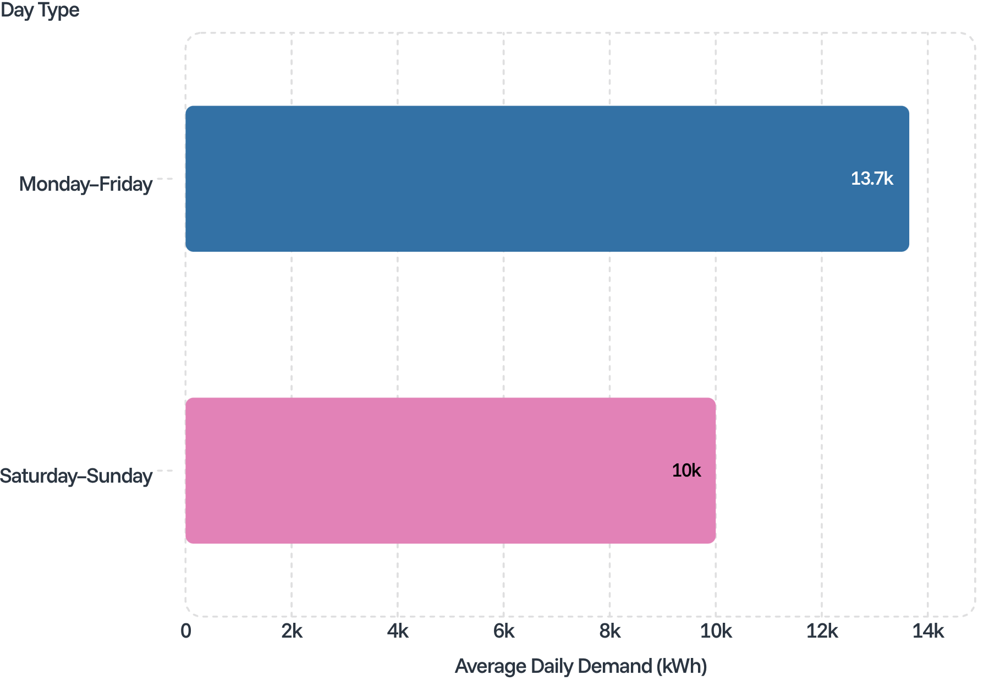 Day Type
Monday–Friday
13.7k
Saturday–Sunday
10k
0 2k 4k 6k 8k 10k 12k 14k
Average Daily Demand (kWh)